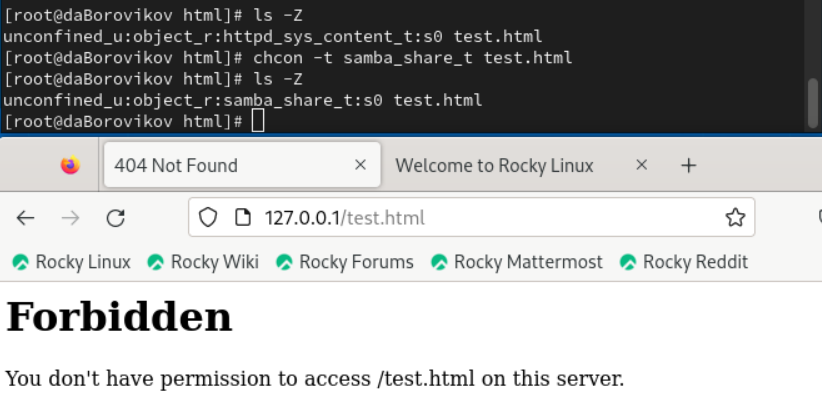 [root@daBorovikov html]# ls -Z
unconfined_u:object_r:httpd_sys_content_t:s0 test.html
[root@daBorovikov html]# chcon -t samba_share_t test.html
[root@daBorovikov html]# ls -Z
unconfined_u:object_r:samba_share_t:s0 test.html
[root@daBorovikov html]#
404 Not Found × Welcome to Rocky Linux × +
127.0.0.1/test.html
Rocky Linux Rocky Wiki Rocky Forums Rocky Mattermost Rocky Reddit
Forbidden
You don't have permission to access /test.html on this server.